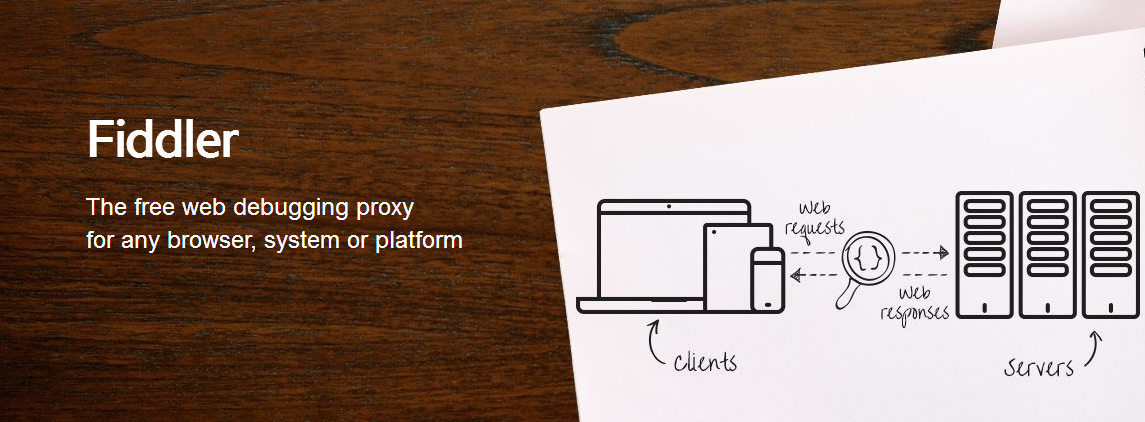 Fiddler
The free web debugging proxy
for any browser, system or platform
Web
requests
Web
responses
Clients
Servers